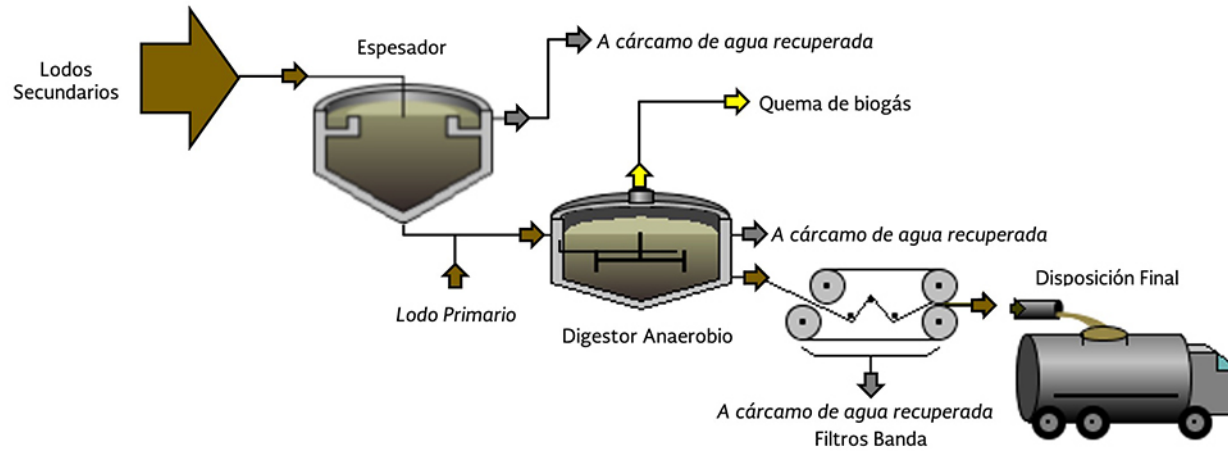 Lodos
Secundarios
Espesador
A cárcamo de agua recuperada
Quema de biogás
A cárcamo de agua recuperada
Lodo Primario
Digestor Anaerobio
Disposición Final
A cárcamo de agua recuperada
Filtros Banda